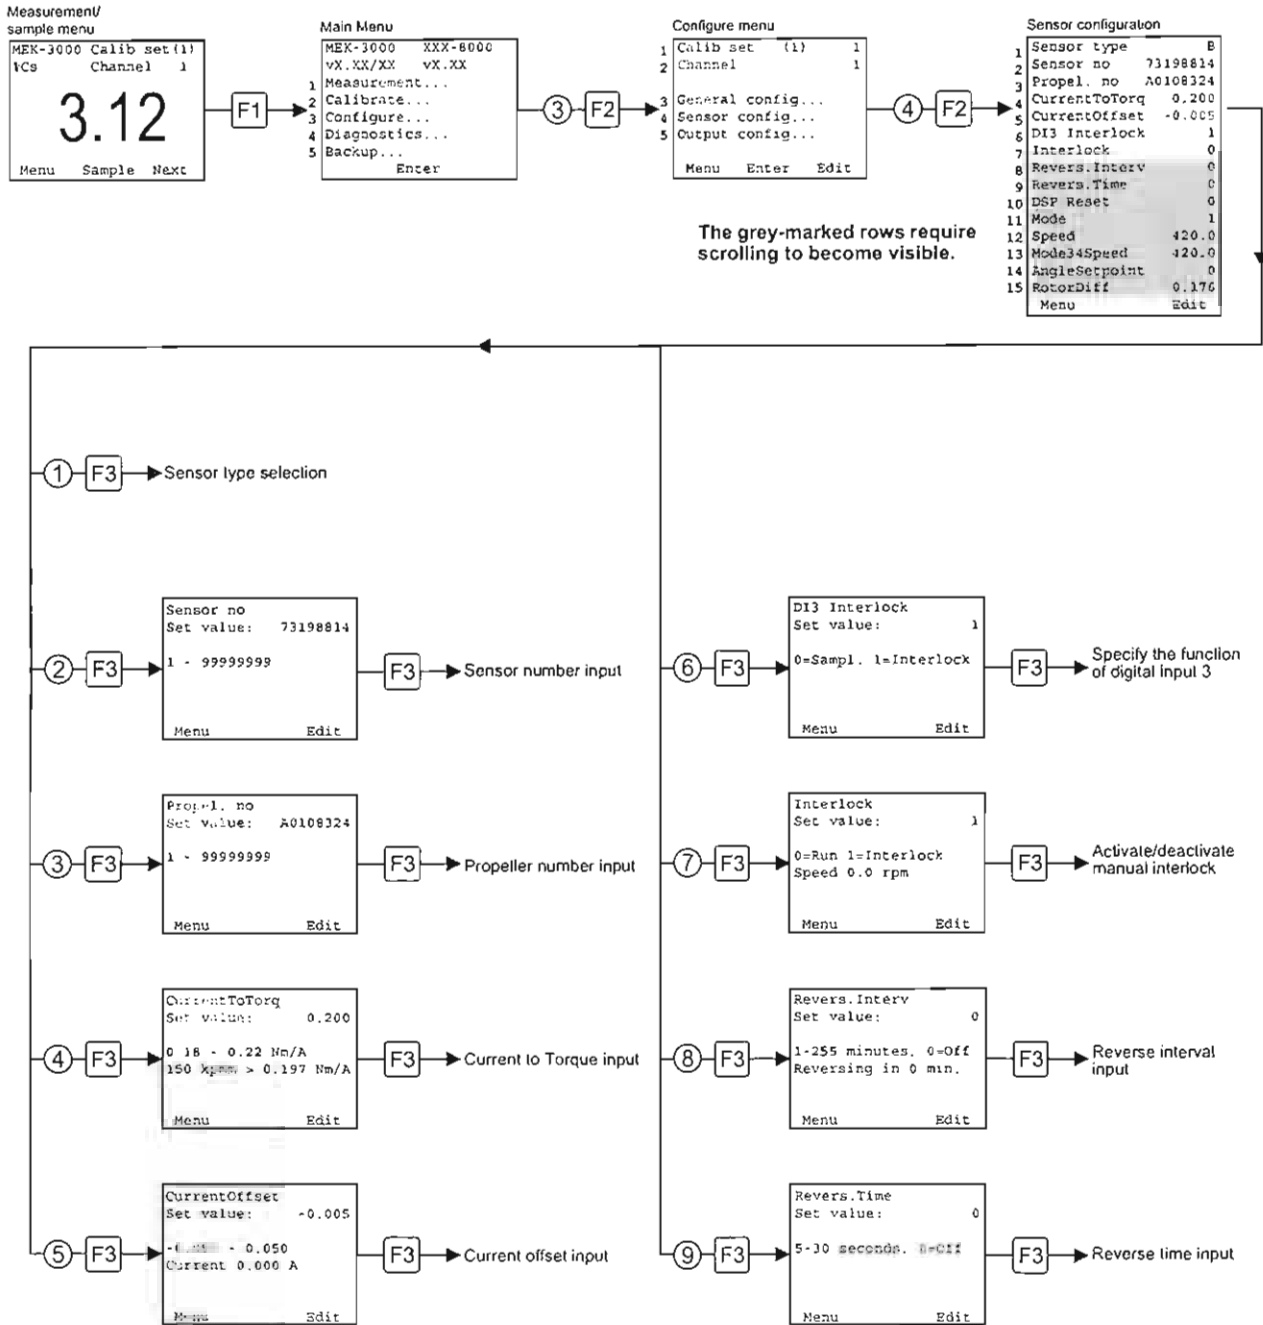 Measurement/
sample menu
MEK-3000 Calib set(1)
%Cs Channel 1
3.12
Menu Sample Next
F1
Main Menu
MEK-3000 XXX-6000
vX.XX/XX vX.XX
1 Measurement...
2 Calibrate...
3 Configure...
4 Diagnostics...
5 Backup...
Enter
3 F2
Configure menu
1 Calib set (1) 1
2 Channel 1
3 General config...
4 Sensor config...
5 Output config...
Menu Enter Edit
4 F2
The grey-marked rows require
scrolling to become visible.
Sensor configuration
1 Sensor type B
2 Sensor no 73198814
3 Propel. no A0108324
4 CurrentToTorq 0.200
5 CurrentOffset -0.005
6 DI3 Interlock 1
7 Interlock 0
8 Revers.Interv 0
9 Revers.Time 0
10 DSP Reset 0
11 Mode 1
12 Speed 420.0
13 Mode34Speed 420.0
14 AngleSetpoint 0
15 RotorDiff 0.176
Menu Edit
1 F3 Sensor type selection
2 F3
Sensor no
Set value: 73198814
1 - 99999999
Menu Edit
F3 Sensor number input
3 F3
Propel. no
Set value: A0108324
1 - 99999999
Menu Edit
F3 Propeller number input
4 F3
CurrentToTorq
Set value: 0.200
0.18 - 0.22 Nm/A
150 > 0.197 Nm/A
Menu Edit
F3 Current to Torque input
5 F3
CurrentOffset
Set value: -0.005
- 0.050
Current 0.000 A
Menu Edit
F3 Current offset input
6 F3
DI3 Interlock
Set value: 1
0=Sampl. 1=Interlock
Menu Edit
F3 Specify the function
of digital input 3
7 F3
Interlock
Set value: 1
0=Run 1=Interlock
Speed 0.0 rpm
Menu Edit
F3 Activate/deactivate
manual interlock
8 F3
Revers.Interv
Set value: 0
1-255 minutes. 0=Off
Reversing in 0 min.
Menu Edit
F3 Reverse interval
input
9 F3
Revers.Time
Set value: 0
5-30 seconds. 0=Off
Menu Edit
F3 Reverse time input